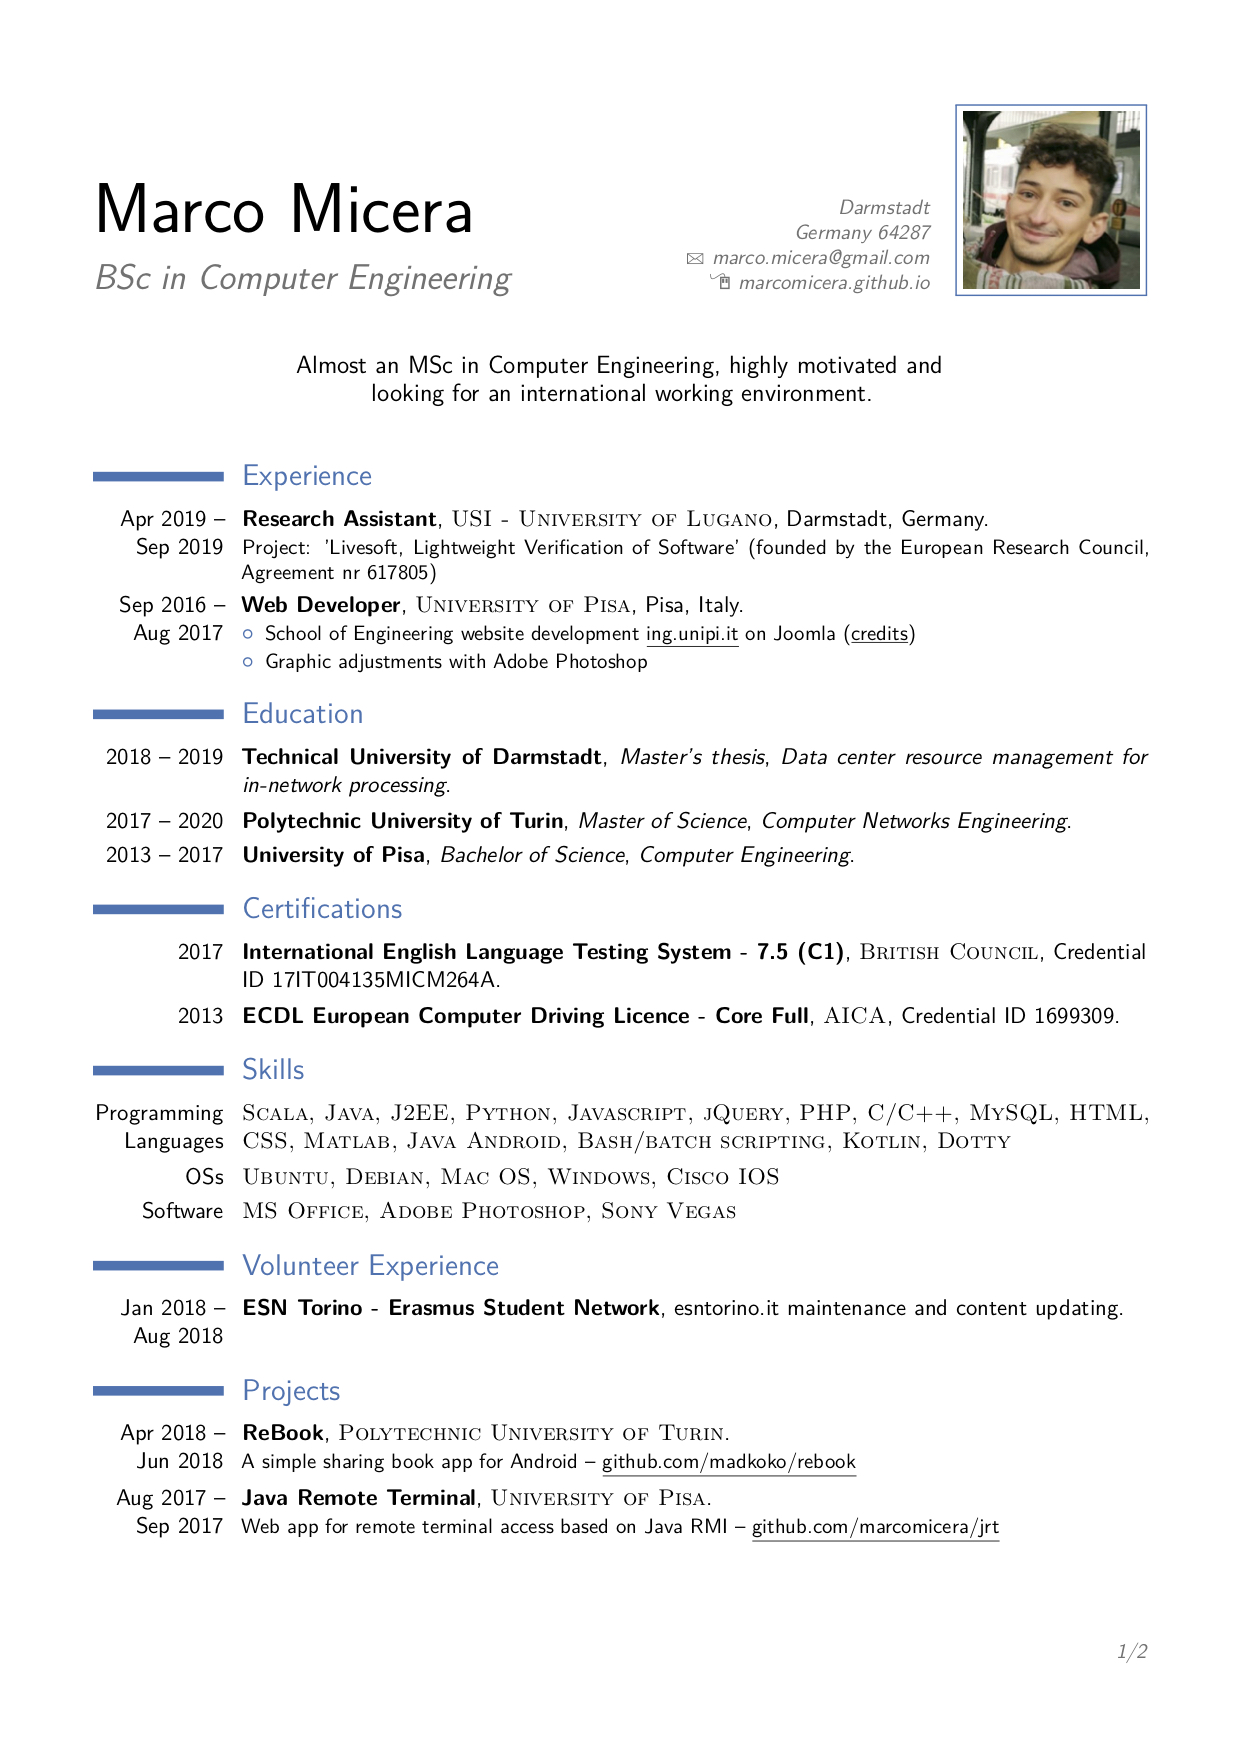 Marco Micera
BSc in Computer Engineering
Darmstadt
Germany 64287
marco.micera@gmail.com
marcomicera.github.io
Almost an MSc in Computer Engineering, highly motivated and
looking for an international working environment.
Experience
Apr 2019 – Research Assistant, USI - University of Lugano, Darmstadt, Germany.
Sep 2019 Project: 'Livesoft, Lightweight Verification of Software' (founded by the European Research Council,
Agreement nr 617805)
Sep 2016 – Web Developer, University of Pisa, Pisa, Italy.
Aug 2017 ○ School of Engineering website development ing.unipi.it on Joomla (credits)
○ Graphic adjustments with Adobe Photoshop
Education
2018 – 2019 Technical University of Darmstadt, Master's thesis, Data center resource management for
in-network processing.
2017 – 2020 Polytechnic University of Turin, Master of Science, Computer Networks Engineering.
2013 – 2017 University of Pisa, Bachelor of Science, Computer Engineering.
Certifications
2017 International English Language Testing System - 7.5 (C1), British Council, Credential
ID 17IT004135MICM264A.
2013 ECDL European Computer Driving Licence - Core Full, AICA, Credential ID 1699309.
Skills
Programming Scala, Java, J2EE, Python, Javascript, jQuery, PHP, C/C++, MySQL, HTML,
Languages CSS, Matlab, Java Android, Bash/batch scripting, Kotlin, Dotty
OSs Ubuntu, Debian, Mac OS, Windows, Cisco IOS
Software MS Office, Adobe Photoshop, Sony Vegas
Volunteer Experience
Jan 2018 – ESN Torino - Erasmus Student Network, esntorino.it maintenance and content updating.
Aug 2018
Projects
Apr 2018 – ReBook, Polytechnic University of Turin.
Jun 2018 A simple sharing book app for Android – github.com/madkoko/rebook
Aug 2017 – Java Remote Terminal, University of Pisa.
Sep 2017 Web app for remote terminal access based on Java RMI – github.com/marcomicera/jrt
1/2